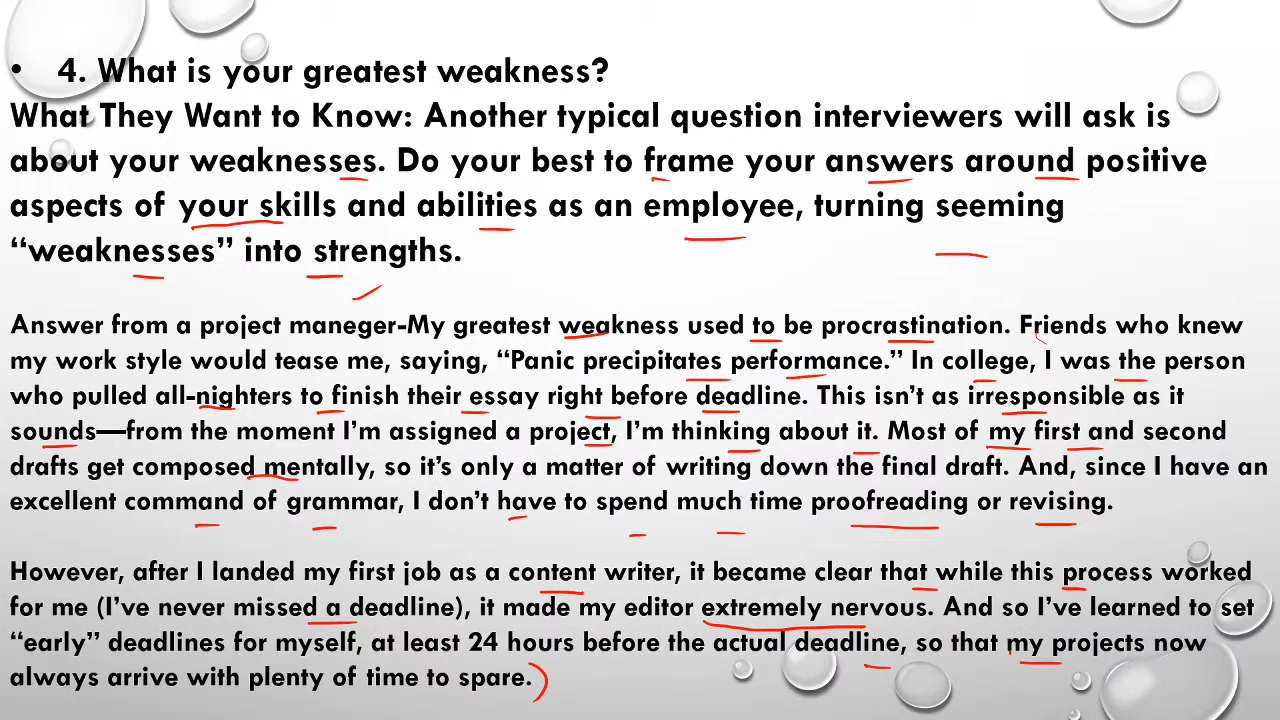 • 4. What is your greatest weakness?
What They Want to Know: Another typical question interviewers will ask is
about your weaknesses. Do your best to frame your answers around positive
aspects of your skills and abilities as an employee, turning seeming
“weaknesses” into strengths.
Answer from a project maneger-My greatest weakness used to be procrastination. Friends who knew
my work style would tease me, saying, “Panic precipitates performance.” In college, I was the person
who pulled all-nighters to finish their essay right before deadline. This isn’t as irresponsible as it
sounds—from the moment I’m assigned a project, I’m thinking about it. Most of my first and second
drafts get composed mentally, so it’s only a matter of writing down the final draft. And, since I have an
excellent command of grammar, I don’t have to spend much time proofreading or revising.
However, after I landed my first job as a content writer, it became clear that while this process worked
for me (I’ve never missed a deadline), it made my editor extremely nervous. And so I’ve learned to set
“early” deadlines for myself, at least 24 hours before the actual deadline, so that my projects now
always arrive with plenty of time to spare.